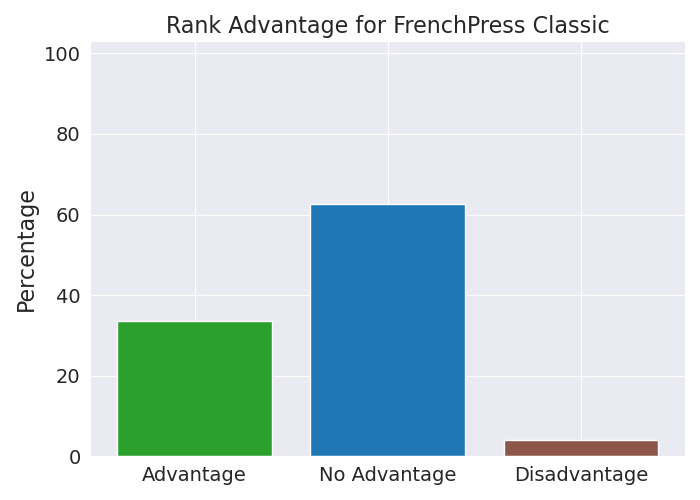 Rank Advantage for FrenchPress Classic
100
80
60
40
20
0
Percentage
Advantage
No Advantage
Disadvantage